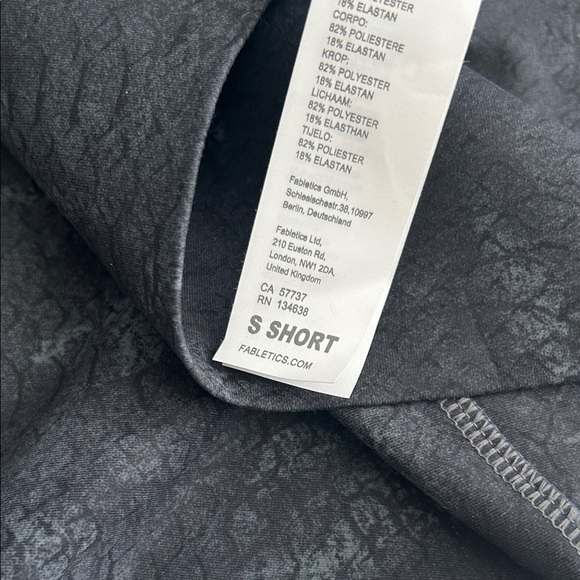 18% ELASTAN
CORPO:
82% POLIESTERE
18% ELASTAN
KROP:
82% POLYESTER
18% ELASTAN
LICHAAM:
82% POLYESTER
18% ELASTHAN
TIJELO:
82% POLIESTER
18% ELASTAN
Fabletics GmbH,
Schlesischestr.38,10997
Berlin, Deutschland
Fabletics Ltd,
210 Euston Rd,
London, NW1 2DA,
United Kingdom
CA 57737
RN 134638
S SHORT
FABLETICS.COM